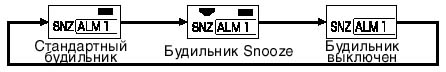 SNZ ALM 1
SNZ ALM 1
SNZ ALM 1
Стандартный
будильник
Будильник Snooze
Будильник
выключен